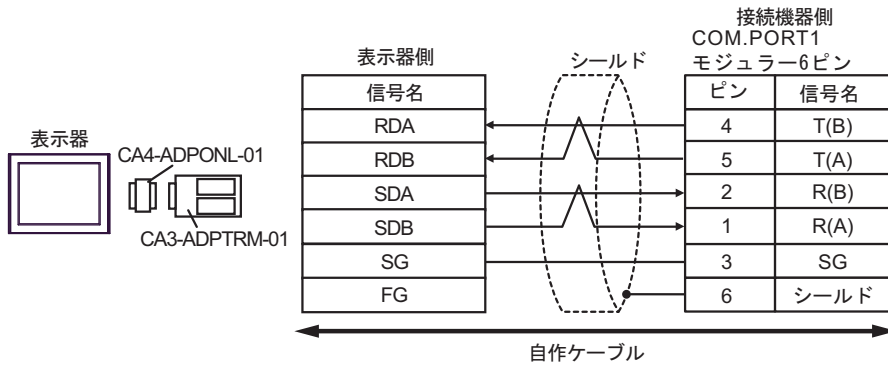 接続機器側
COM.PORT1
モジュラー6ピン
表示器側
シールド
信号名
ピン
信号名
RDA
4
T(B)
RDB
5
T(A)
SDA
2
R(B)
SDB
1
R(A)
SG
3
SG
FG
6
シールド
表示器
CA4-ADPONL-01
CA3-ADPTRM-01
自作ケーブル